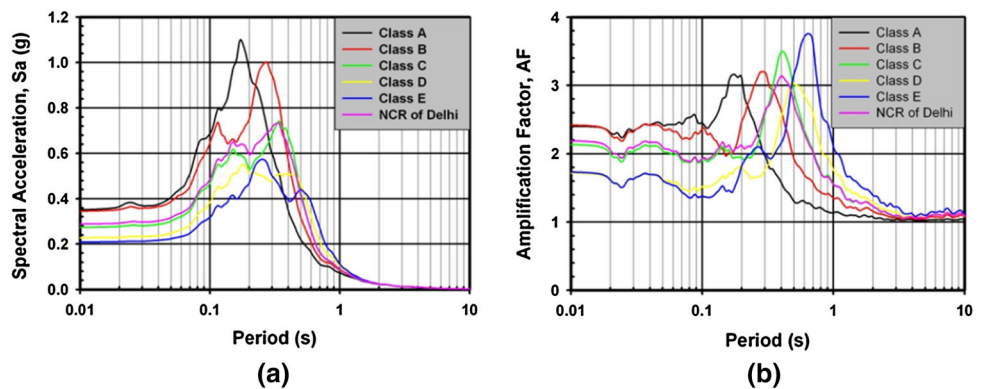 Spectral Acceleration, Sa (g)
1.2
1.0
0.8
0.6
0.4
0.2
0.0
Class A
Class B
Class C
Class D
Class E
NCR of Delhi
0.01
0.1
1
10
Period (s)
(a)
Amplification Factor, AF
4
3
2
1
0
Class A
Class B
Class C
Class D
Class E
NCR of Delhi
0.01
0.1
1
10
Period (s)
(b)